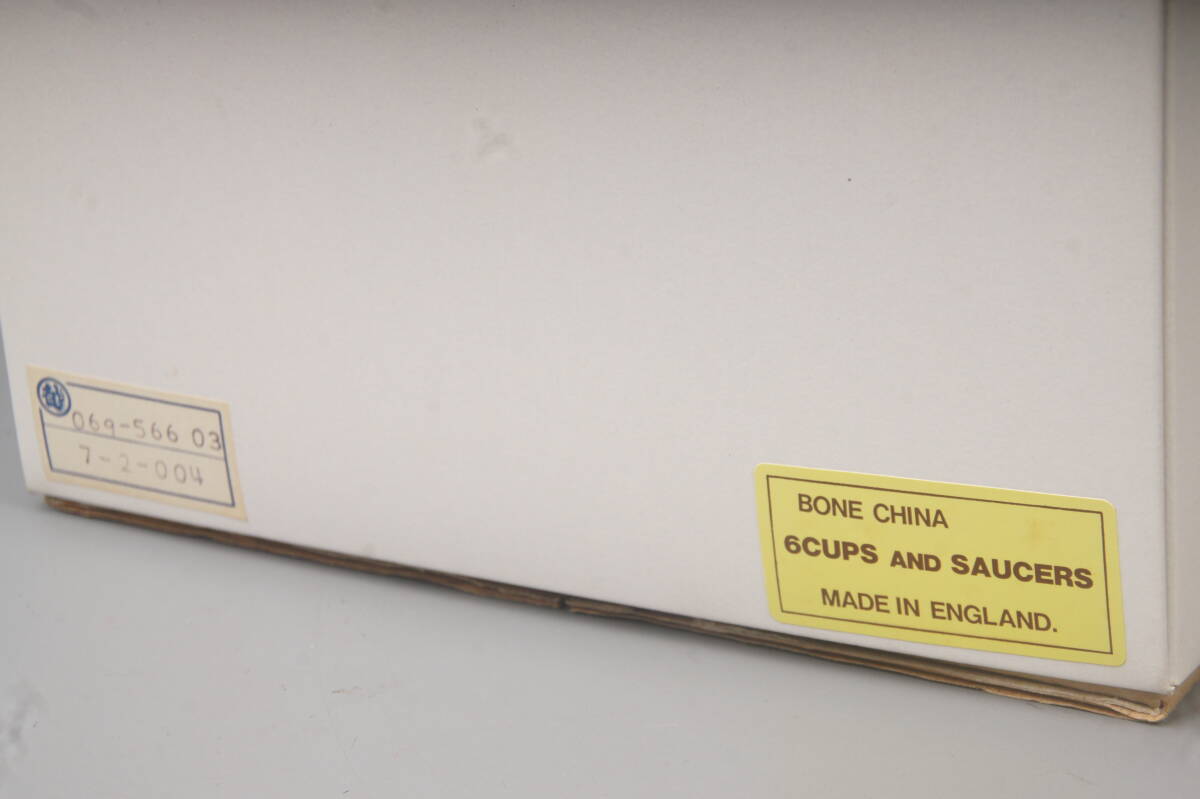 069-566 03
7-2-004
BONE CHINA
6CUPS AND SAUCERS
MADE IN ENGLAND.